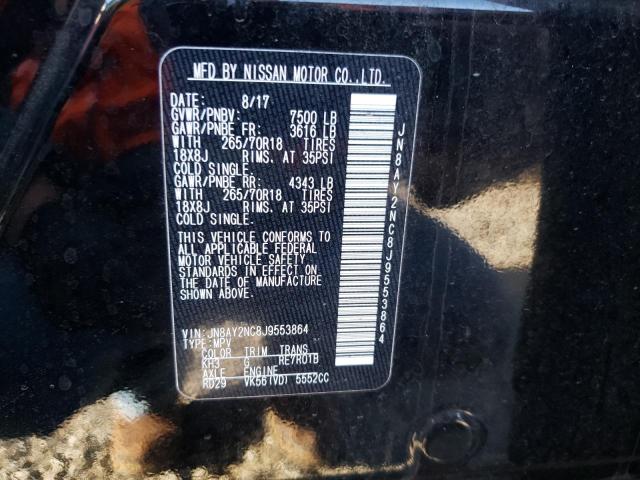 MFD BY NISSAN MOTOR CO.,LTD.
DATE: 8/17
GVWR/PNBV: 7500 LB
GAWR/PNBE FR: 3616 LB
WITH 265/70R18 TIRES
18X8J RIMS. AT 35PSI
COLD SINGLE.
GAWR/PNBE RR: 4343 LB
WITH 265/70R18 TIRES
18X8J RIMS. AT 35PSI
COLD SINGLE.
THIS VEHICLE CONFORMS TO
ALL APPLICABLE FEDERAL
MOTOR VEHICLE SAFETY
STANDARDS IN EFFECT ON
THE DATE OF MANUFACTURE
SHOWN ABOVE.
VIN: JN8AY2NC8J9553864
TYPE: MPV
COLOR TRIM TRANS
KH3 G RE7R01B
AXLE ENGINE
RD29 VK56(VD) 5552CC
JN8AY2NC8J9553864